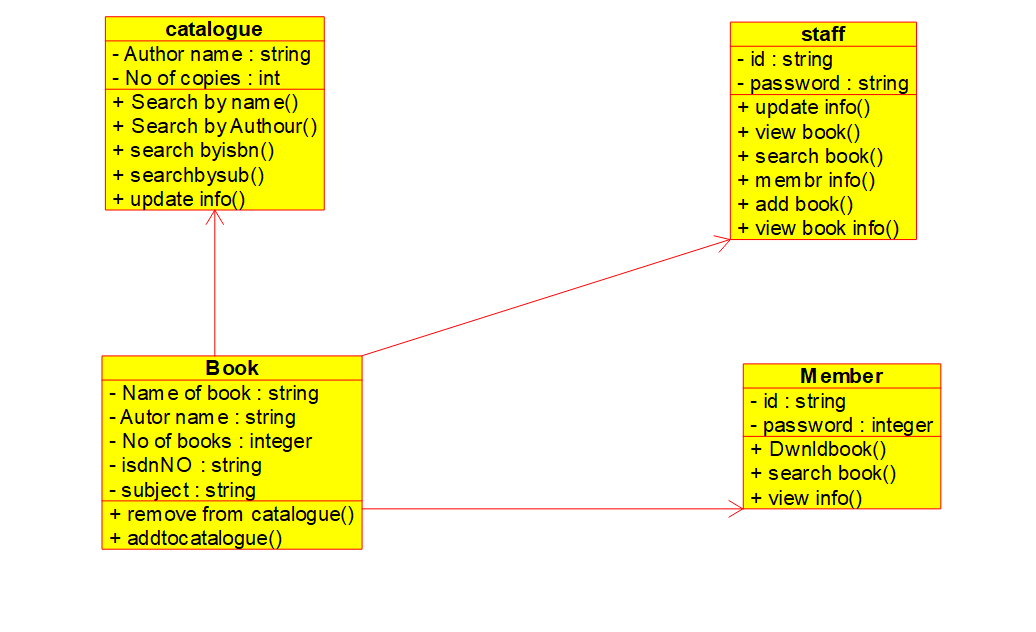 catalogue
- Author name : string
- No of copies : int
+ Search by name()
+ Search by Authour()
+ search byisbn()
+ searchbysub()
+ update info()
staff
- id : string
- password : string
+ update info()
+ view book()
+ search book()
+ membr info()
+ add book()
+ view book info()
Book
- Name of book : string
- Autor name : string
- No of books : integer
- isdnNO : string
- subject : string
+ remove from catalogue()
+ addtocatalogue()
Member
- id : string
- password : integer
+ Dwnldbook()
+ search book()
+ view info()